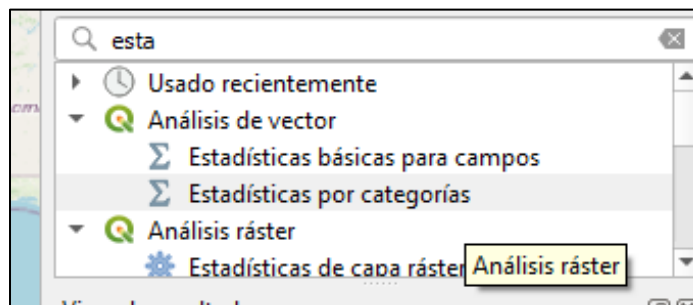 esta
Usado recientemente
Análisis de vector
Estadísticas básicas para campos
Estadísticas por categorías
Análisis ráster
Estadísticas de capa ráster
Análisis ráster